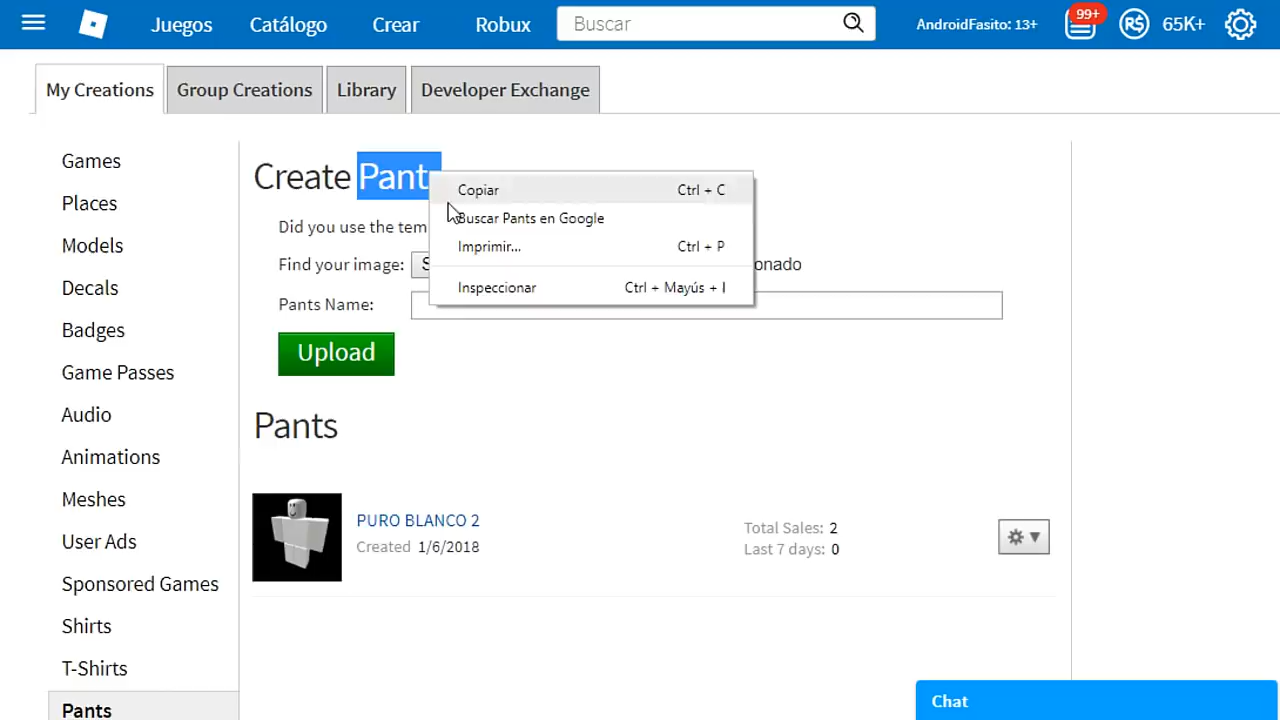 Juegos Catálogo Crear Robux Buscar AndroidFasito: 13+ 99+ R$ 65K+
My Creations Group Creations Library Developer Exchange
Games
Places
Models
Decals
Badges
Game Passes
Audio
Animations
Meshes
User Ads
Sponsored Games
Shirts
T-Shirts
Pants
Create Pant
Did you use the tem
Find your image: S onado
Pants Name:
Upload
Copiar Ctrl + C
Buscar Pants en Google
Imprimir... Ctrl + P
Inspeccionar Ctrl + Mayús + I
Pants
PURO BLANCO 2
Created 1/6/2018
Total Sales: 2
Last 7 days: 0
Chat